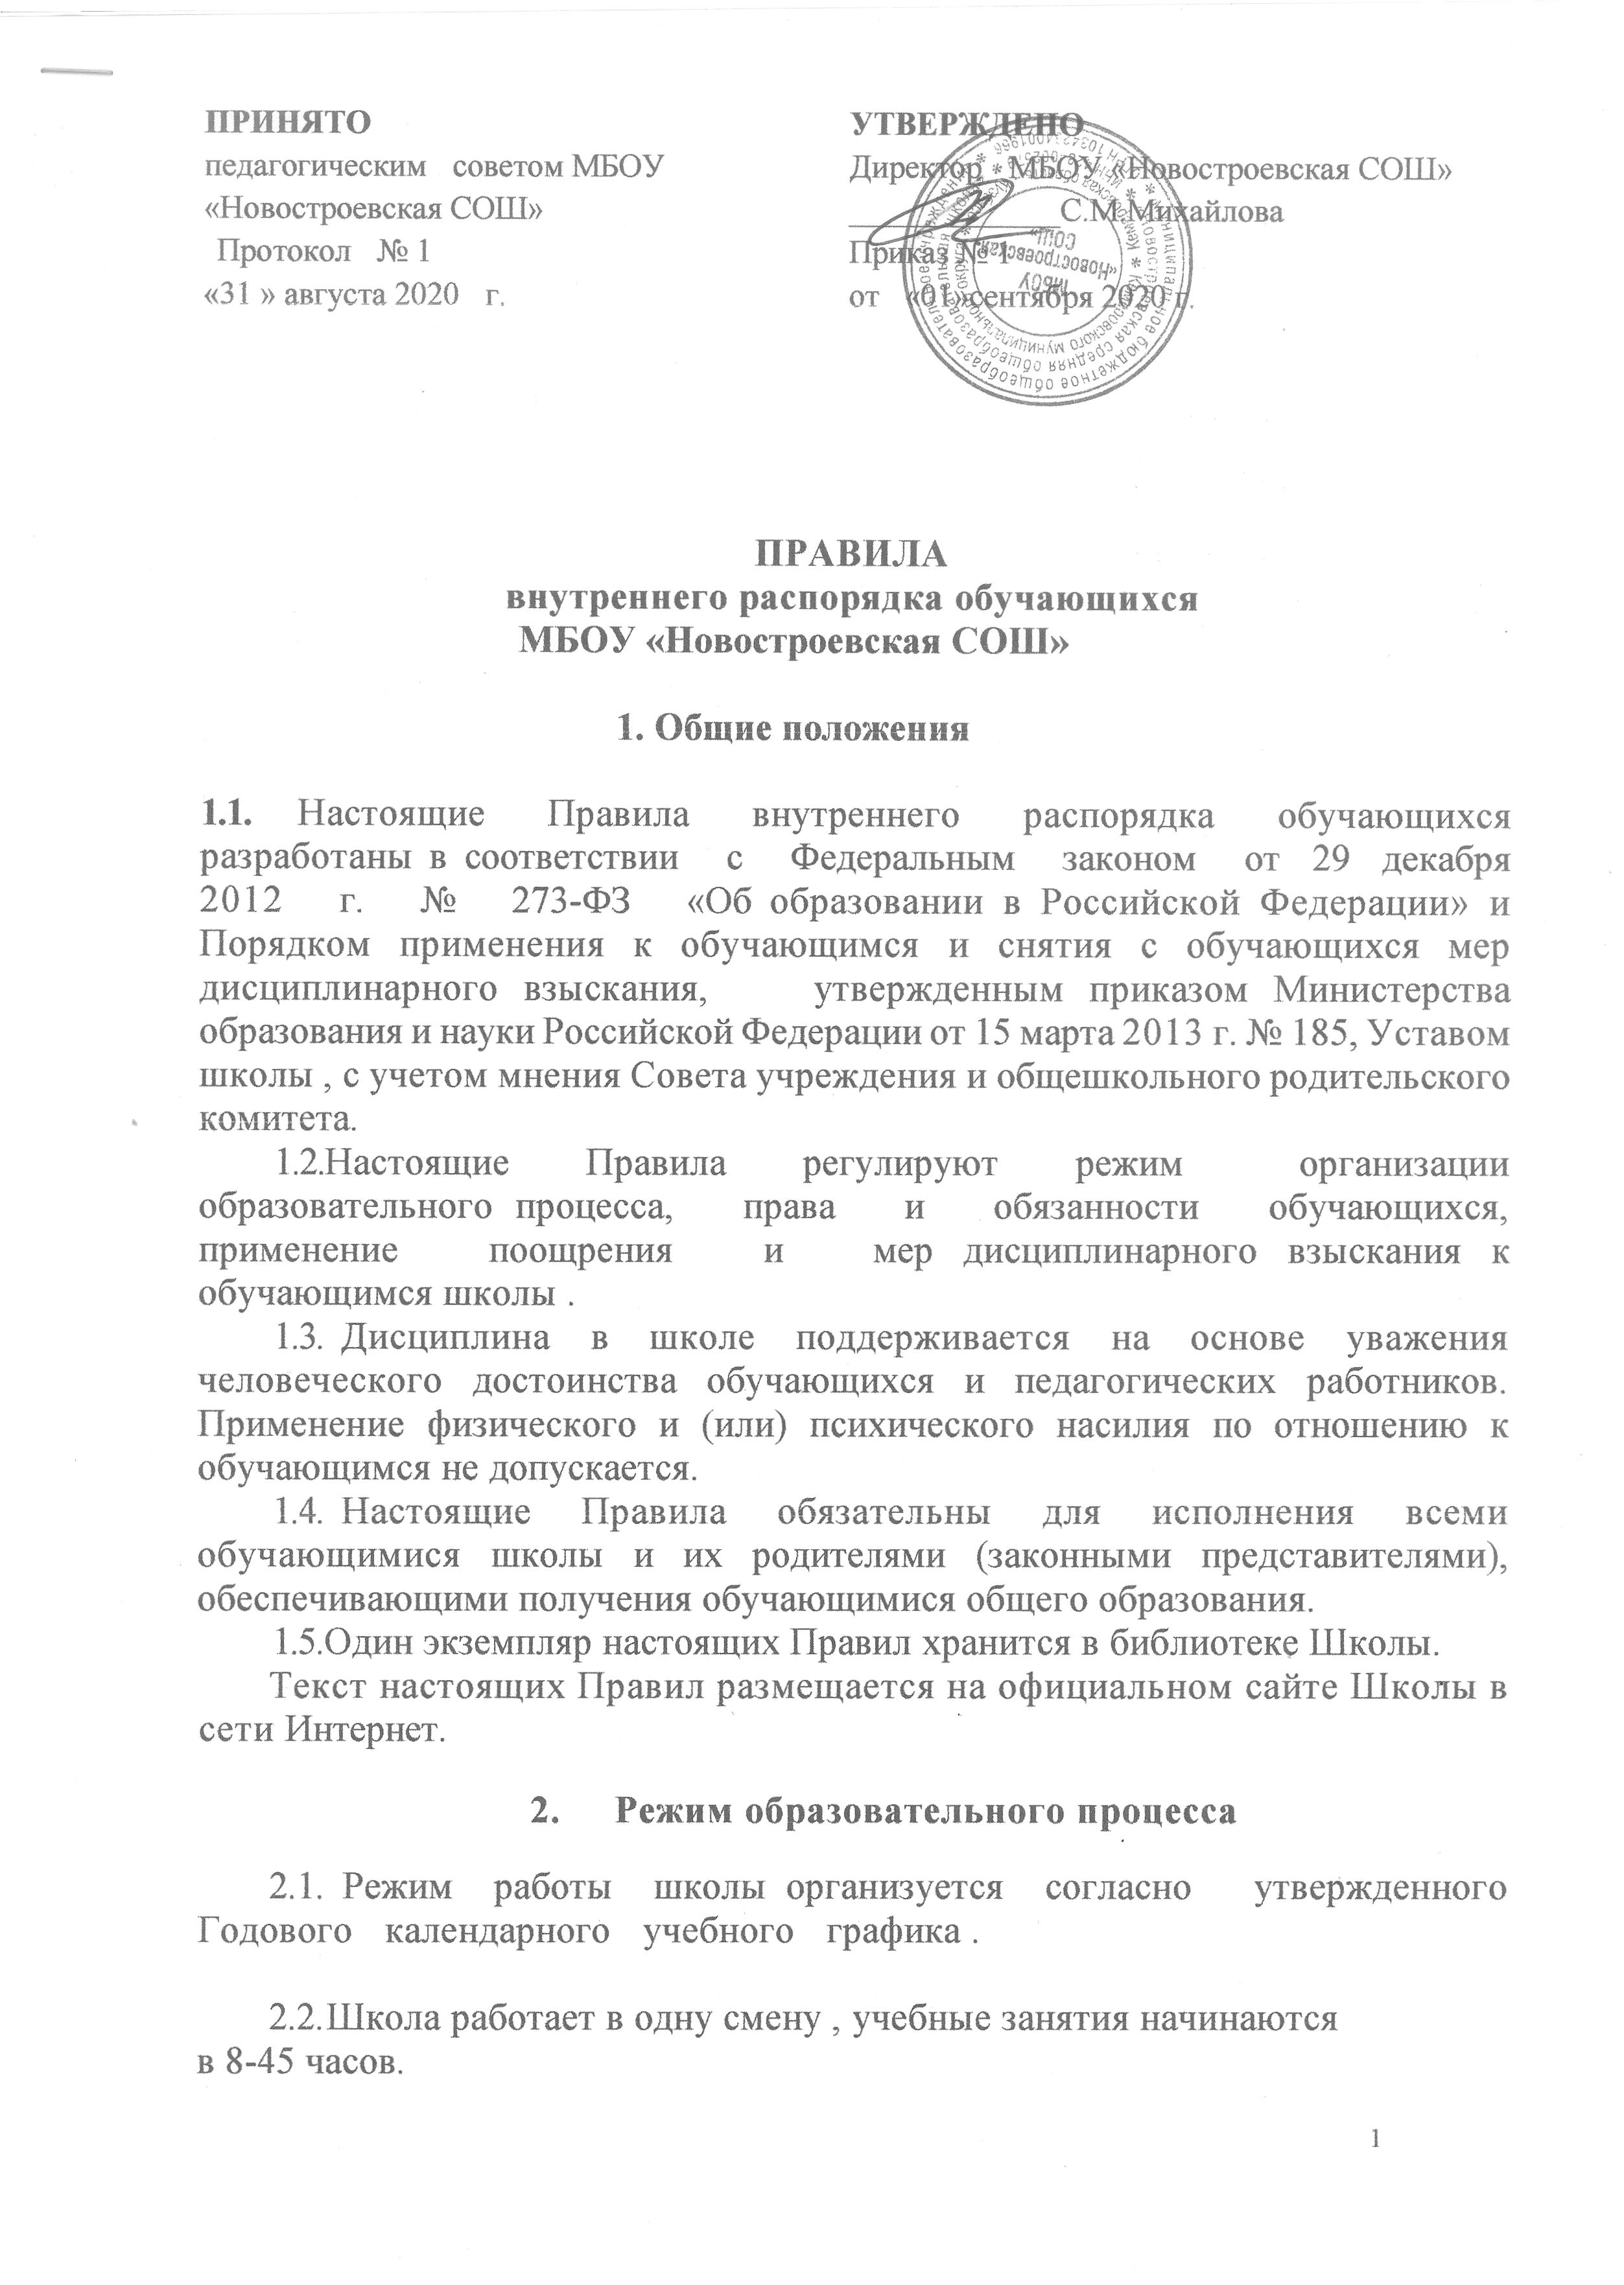 ПРИНЯТО
педагогическим советом МБОУ
«Новостроевская СОШ»
Протокол № 1
«31 » августа 2020 г.
УТВЕРЖДЕНО
Директор МБОУ «Новостроевская СОШ»
С.М.Михайлова
Приказ № 1
от «01»сентября 2020 г.
МБОУ
«Новостроевская
СОШ»
ПРАВИЛА
внутреннего распорядка обучающихся
МБОУ «Новостроевская СОШ»
1. Общие положения
1.1. Настоящие Правила внутреннего распорядка обучающихся
разработаны в соответствии с Федеральным законом от 29 декабря
2012 г. № 273-ФЗ «Об образовании в Российской Федерации» и
Порядком применения к обучающимся и снятия с обучающихся мер
дисциплинарного взыскания, утвержденным приказом Министерства
образования и науки Российской Федерации от 15 марта 2013 г. № 185, Уставом
школы , с учетом мнения Совета учреждения и общешкольного родительского
комитета.
1.2.Настоящие Правила регулируют режим организации
образовательного процесса, права и обязанности обучающихся,
применение поощрения и мер дисциплинарного взыскания к
обучающимся школы .
1.3. Дисциплина в школе поддерживается на основе уважения
человеческого достоинства обучающихся и педагогических работников.
Применение физического и (или) психического насилия по отношению к
обучающимся не допускается.
1.4. Настоящие Правила обязательны для исполнения всеми
обучающимися школы и их родителями (законными представителями),
обеспечивающими получения обучающимися общего образования.
1.5.Один экземпляр настоящих Правил хранится в библиотеке Школы.
Текст настоящих Правил размещается на официальном сайте Школы в
сети Интернет.
2. Режим образовательного процесса
2.1. Режим работы школы организуется согласно утвержденного
Годового календарного учебного графика .
2.2.Школа работает в одну смену , учебные занятия начинаются
в 8-45 часов.
1